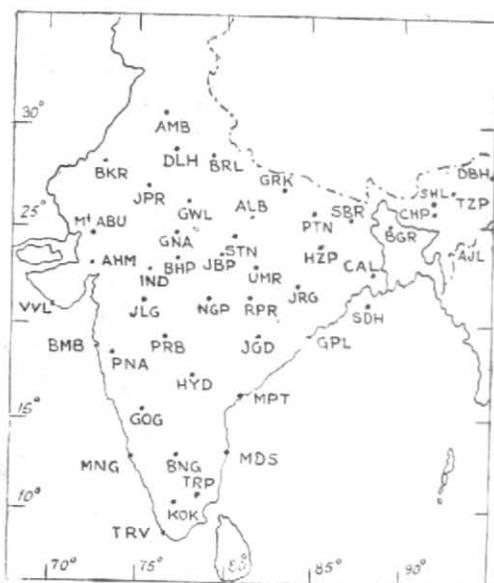 30°
AMB
DLH
BRL
BKR
GRK
DBH
SHL
TZP
JPR
GWL
ALB
SBR
CHP
PTN
25°
Mt ABU
GNA
STN
BGR
HZP
AJL
AHM
BHP
JBP
UMR
CAL
IND
JRG
VVL
JLG
NGP
RPR
SDH
BMB
PRB
JGD
GPL
PNA
HYD
MPT
15°
GOG
MNG
BNG
MDS
TRP
10°
KOK
TRV
70°
75°
80°
85°
90°